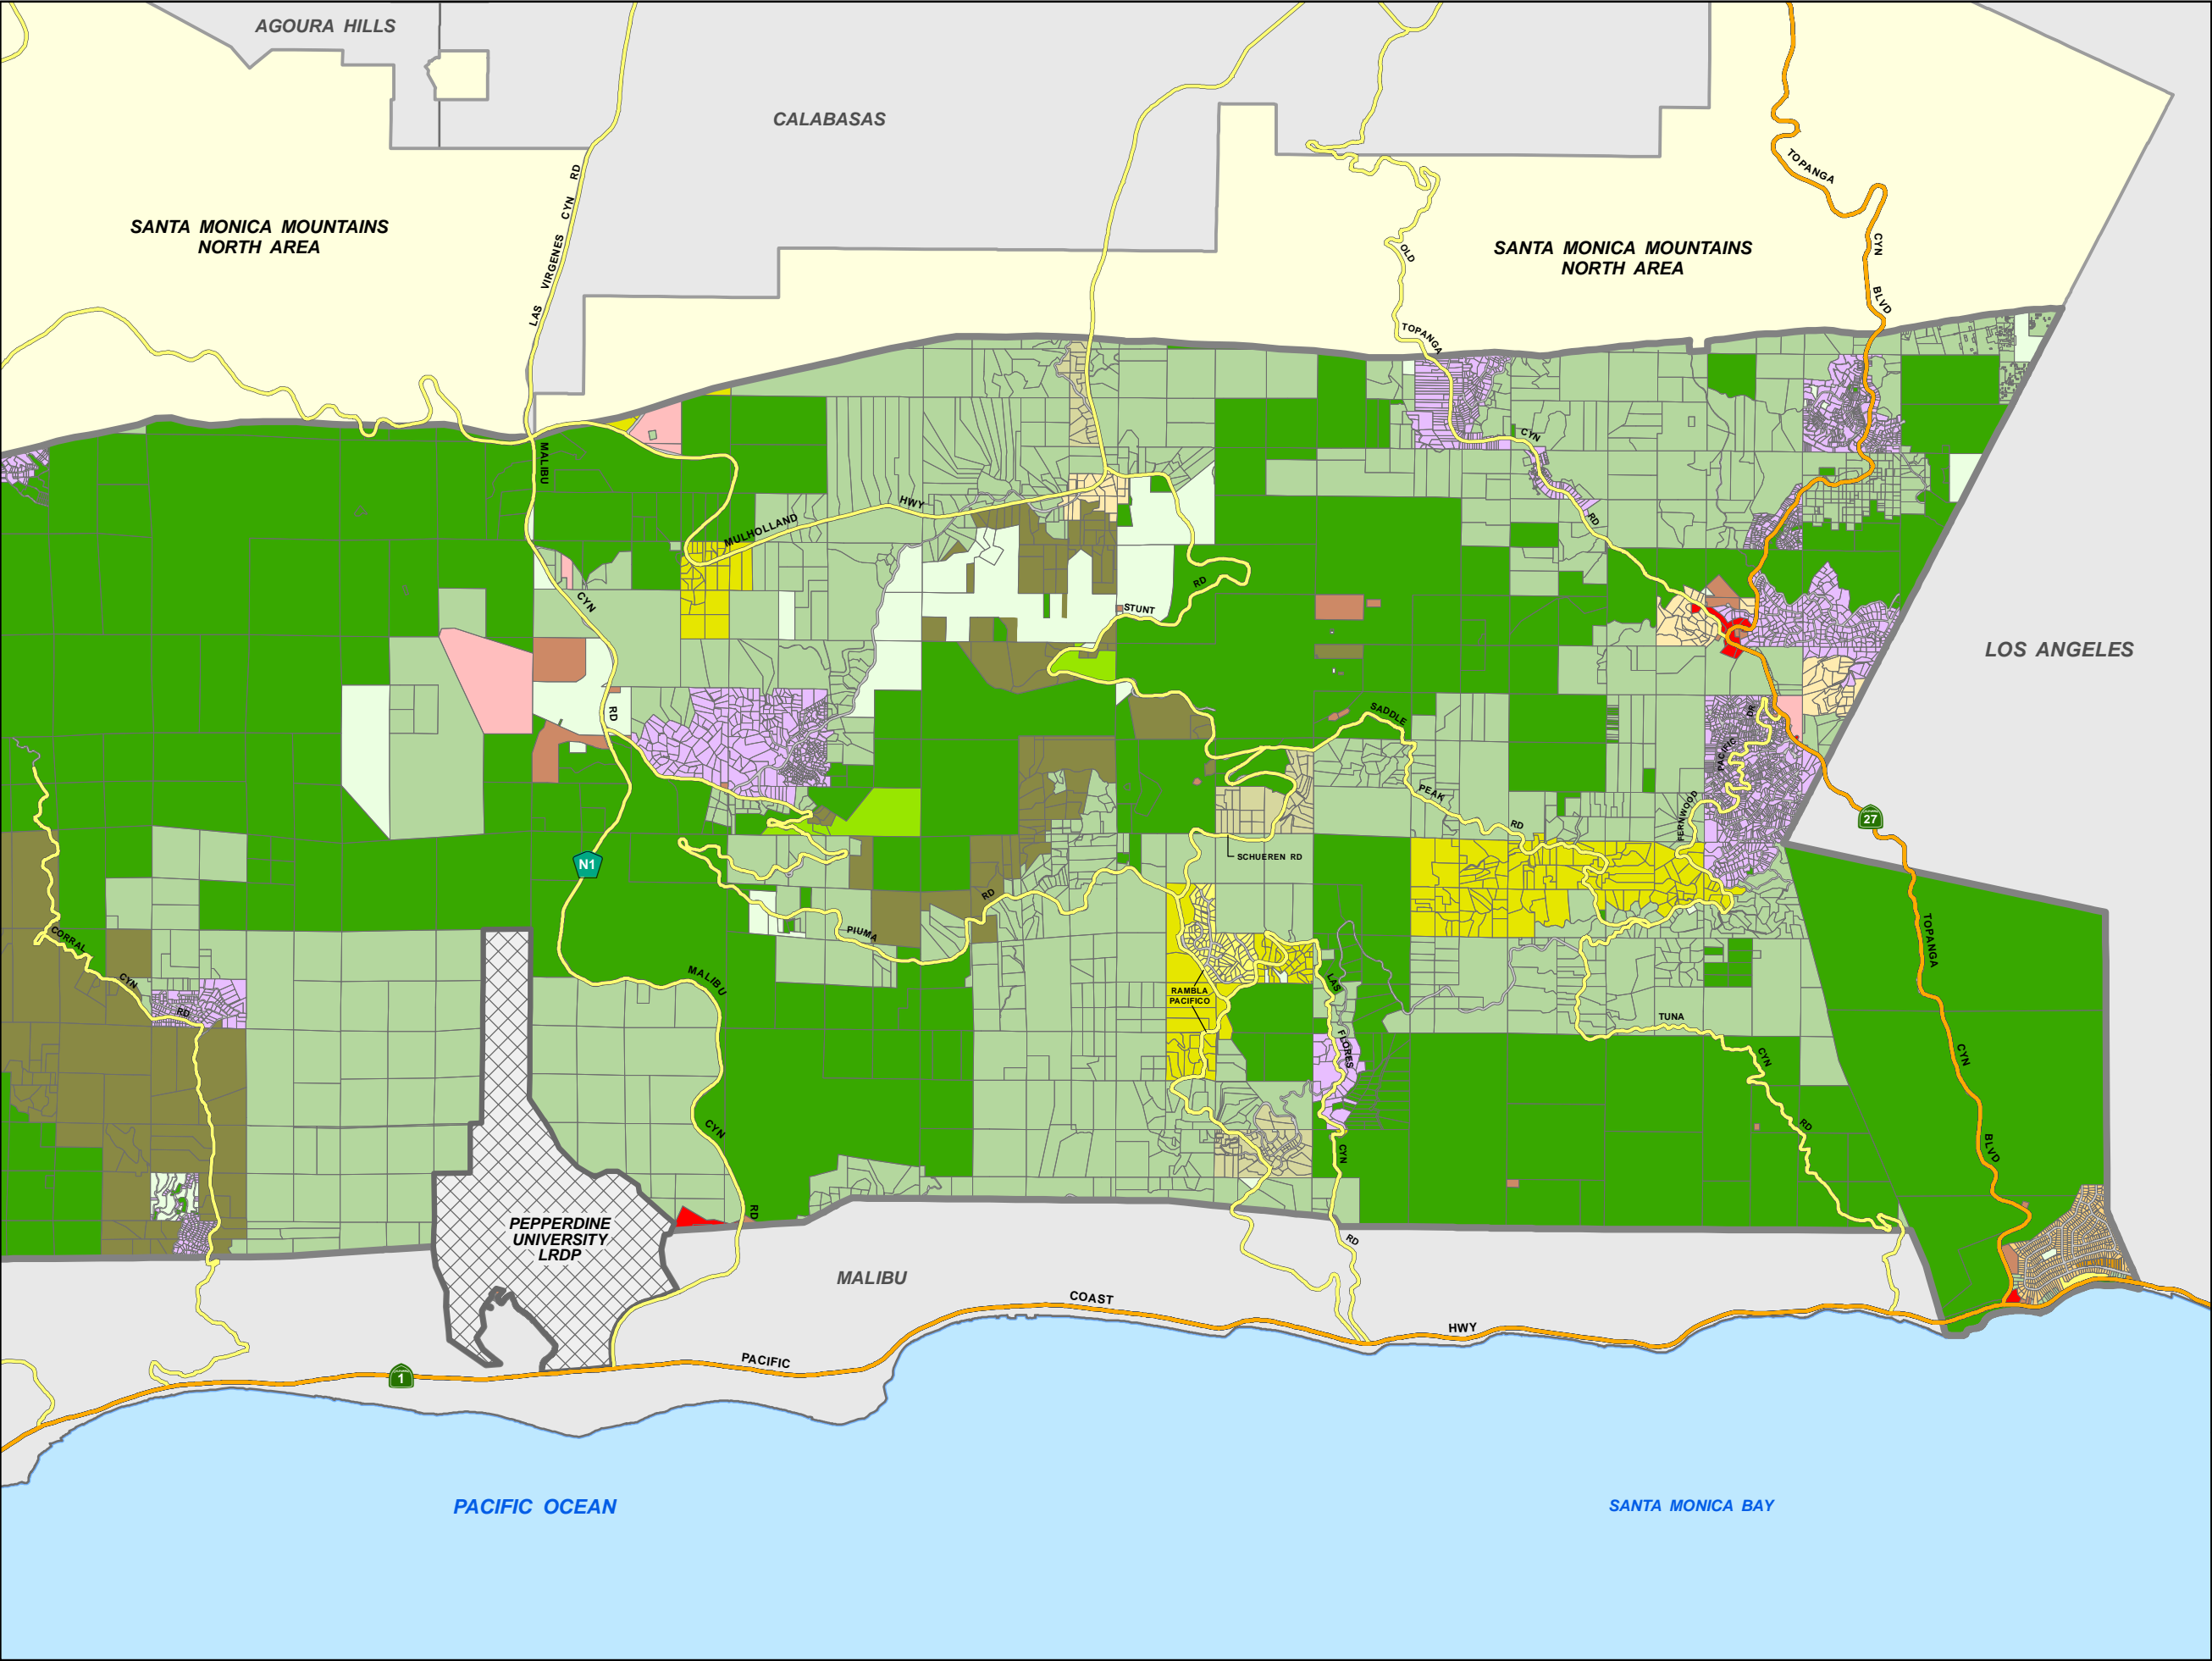 AGOURA HILLS
CALABASAS
SANTA MONICA MOUNTAINS
NORTH AREA
LAS VIRGENES CYN RD
SANTA MONICA MOUNTAINS
NORTH AREA
TOPANGA
CYN
BLVD
OLD
TOPANGA
CYN
RD
MALIBU
CYN
RD
MULHOLLAND
HWY
STUNT
RD
LOS ANGELES
SADDLE
PEAK
RD
PACIFIC
DR
FERNWOOD
27
SCHUEREN RD
N1
PIUMA
RD
CORRAL
CYN
RD
MALIBU
CYN
RD
RAMBLA
PACIFICO
LAS
FLORES
CYN
RD
TUNA
CYN
RD
TOPANGA
CYN
BLVD
PEPPERDINE
UNIVERSITY
LRDP
MALIBU
COAST
HWY
PACIFIC
1
PACIFIC OCEAN
SANTA MONICA BAY